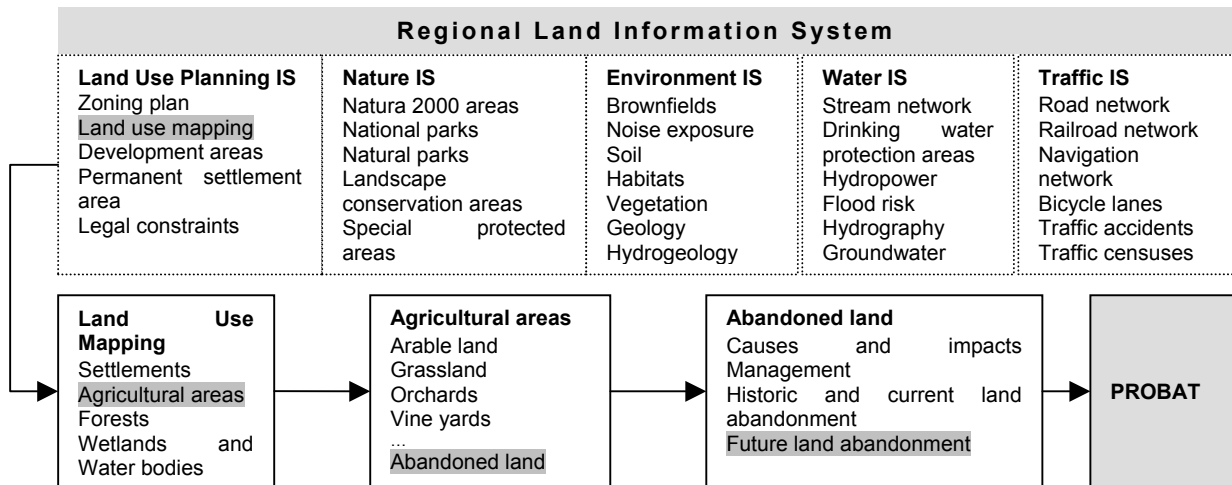 Regional Land Information System
Land Use Planning IS
Zoning plan
Land use mapping
Development areas
Permanent settlement
area
Legal constraints
Nature IS
Natura 2000 areas
National parks
Natural parks
Landscape
conservation areas
Special protected
areas
Environment IS
Brownfields
Noise exposure
Soil
Habitats
Vegetation
Geology
Hydrogeology
Water IS
Stream network
Drinking water
protection areas
Hydropower
Flood risk
Hydrography
Groundwater
Traffic IS
Road network
Railroad network
Navigation
network
Bicycle lanes
Traffic accidents
Traffic censuses
Land Use
Mapping
Settlements
Agricultural areas
Forests
Wetlands and
Water bodies
Agricultural areas
Arable land
Grassland
Orchards
Vine yards
...
Abandoned land
Abandoned land
Causes and impacts
Management
Historic and current land
abandonment
Future land abandonment
PROBAT